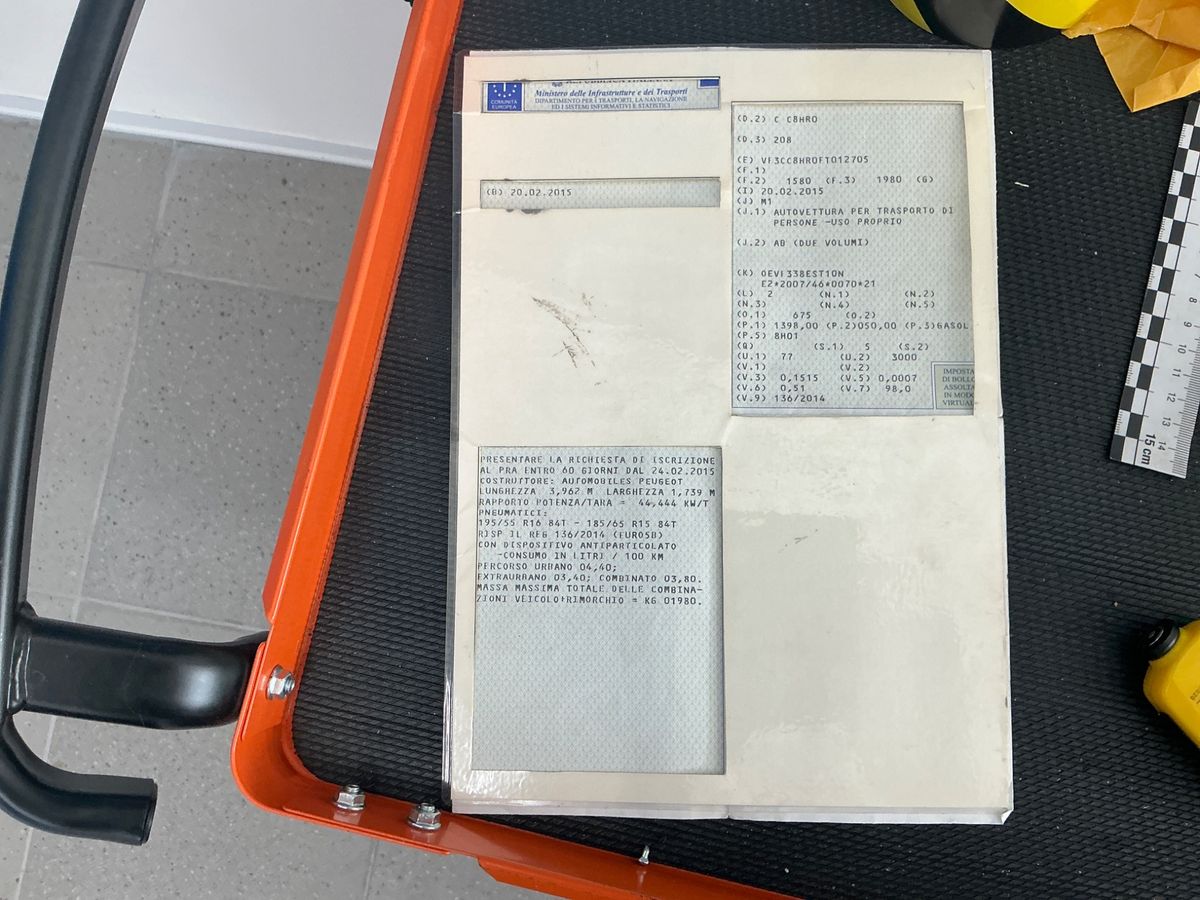 REPUBBLICA ITALIANA
COMUNITÀ EUROPEA
Ministero delle Infrastrutture e dei Trasporti
DIPARTIMENTO PER I TRASPORTI, LA NAVIGAZIONE
ED I SISTEMI INFORMATIVI E STATISTICI
(B) 20.02.2015
PRESENTARE LA RICHIESTA DI ISCRIZIONE
AL PRA ENTRO 60 GIORNI DAL 24.02.2015
COSTRUTTORE: AUTOMOBILES PEUGEOT
LUNGHEZZA 3,962 M LARGHEZZA 1,739 M
RAPPORTO POTENZA/TARA = 44,444 KW/T
PNEUMATICI:
195/55 R16 84T - 185/65 R15 84T
RISP IL REG 136/2014 (EURO5B)
CON DISPOSITIVO ANTIPARTICOLATO
-CONSUMO IN LITRI / 100 KM
PERCORSO URBANO 04,40;
EXTRAURBANO 03,40; COMBINATO 03,80.
MASSA MASSIMA TOTALE DELLE COMBINA-
ZIONI VEICOLO+RIMORCHIO = KG 01980.
(D.2) C C8HR0
(D.3) 208
(E) VF3CC8HR0FT012705
(F.1)
(F.2) 1580 (F.3) 1980 (G)
(I) 20.02.2015
(J) M1
(J.1) AUTOVETTURA PER TRASPORTO DI
PERSONE -USO PROPRIO
(J.2) AB (DUE VOLUMI)
(K) OEVI338EST10N
E2*2007/46*0070*21
(L) 2 (N.1) (N.2)
(N.3) (N.4) (N.5)
(O.1) 675 (O.2)
(P.1) 1398,00 (P.2)050,00 (P.3)GASOL
(P.5) 8H01
(Q) (S.1) 5 (S.2)
(U.1) 77 (U.2) 3000
(V.1) (V.2)
(V.3) 0,1515 (V.5) 0,0007
(V.6) 0,51 (V.7) 98,0
(V.9) 136/2014
IMPOSTA
DI BOLLO
ASSOLTA
IN MODO
VIRTUAL
7
8
9
10
11
12
13
14
15 cm